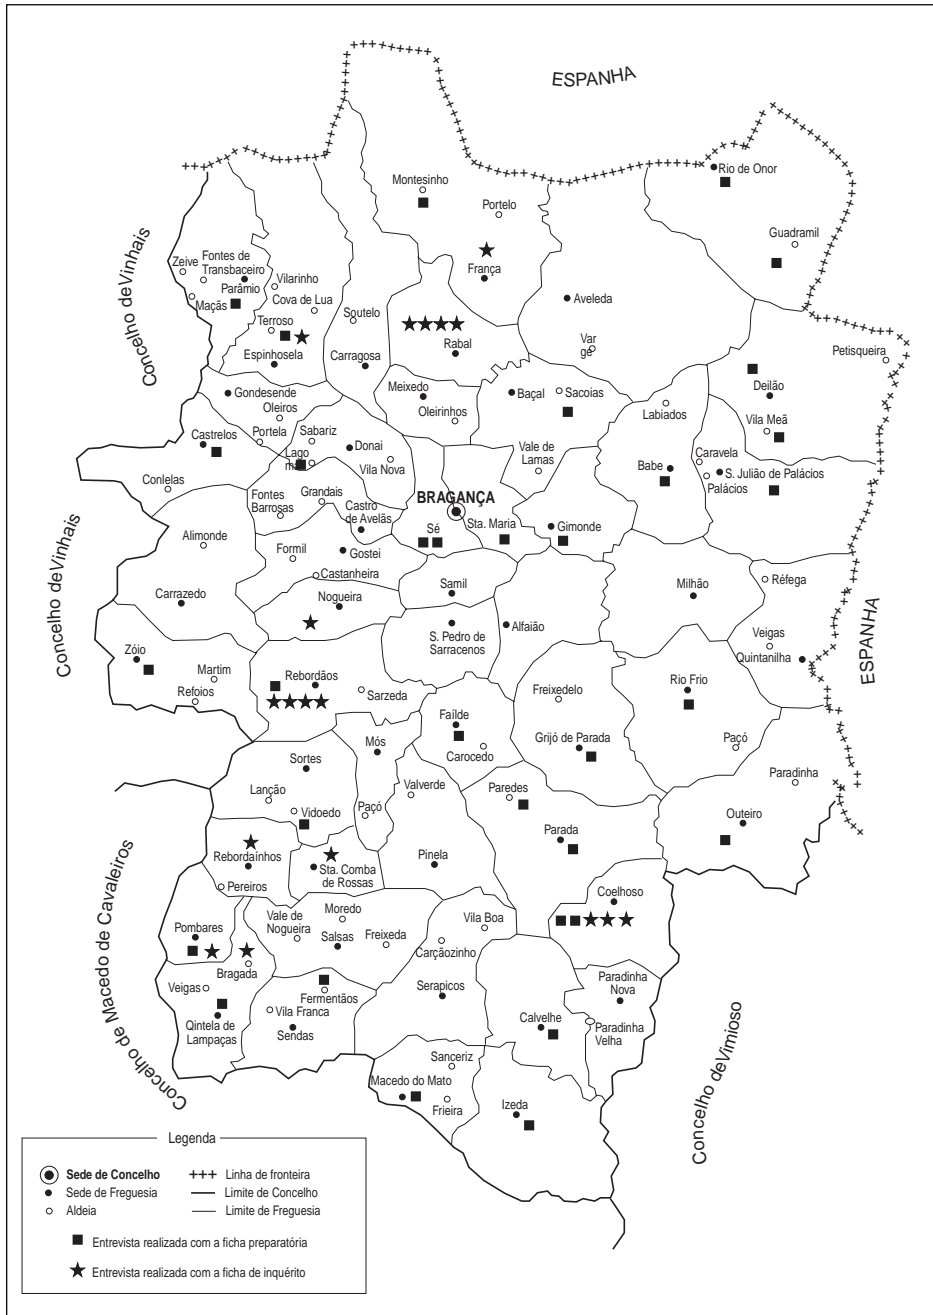 ESPANHA
Rio de Onor
Montesinho
Portelo
Guadramil
Concelho de Vinhais
Zeive
Fontes de
Transbaceiro
Parâmio
Maçãs
Vilarinho
Cova de Lua
França
Aveleda
Terroso
Soutelo
Espinhosela
Carragosa
Rabal
Var
ge
Petisqueira
Gondesende
Oleiros
Meixedo
Oleirinhos
Baçal
Sacoias
Labiados
Deilão
Vila Meã
Castrelos
Portela
Sabariz
Lago
ma
Donai
Vila Nova
Vale de
Lamas
Babe
Caravela
S. Julião de Palácios
Palácios
Conlelas
Fontes
Barrosas
Grandais
Castro
de Avelãs
BRAGANÇA
Sé
Sta. Maria
Gimonde
Concelho de Vinhais
Alimonde
Formil
Gostei
Castanheira
Carrazedo
Nogueira
Samil
Milhão
Réfega
ESPANHA
S. Pedro de
Sarracenos
Alfaião
Veigas
Quintanilha
Zóio
Martim
Refoios
Rebordãos
Sarzeda
Freixedelo
Rio Frio
Faílde
Carocedo
Grijó de Parada
Paçó
Mós
Sortes
Lanção
Vidoedo
Paçó
Valverde
Paredes
Paradinha
Outeiro
Parada
Concelho de Macedo de Cavaleiros
Rebordaínhos
Sta. Comba
de Rossas
Pereiros
Pinela
Coelhoso
Pombares
Vale de
Nogueira
Moredo
Salsas
Freixeda
Vila Boa
Carçãozinho
Bragada
Veigas
Quintela de
Lampaças
Fermentãos
Vila Franca
Sendas
Serapicos
Calvelhe
Paradinha
Nova
Paradinha
Velha
Concelho de Vimioso
Sanceriz
Macedo do Mato
Frieira
Izeda
Legenda
Sede de Concelho
Linha de fronteira
Sede de Freguesia
Limite de Concelho
Aldeia
Limite de Freguesia
Entrevista realizada com a ficha preparatória
Entrevista realizada com a ficha de inquérito